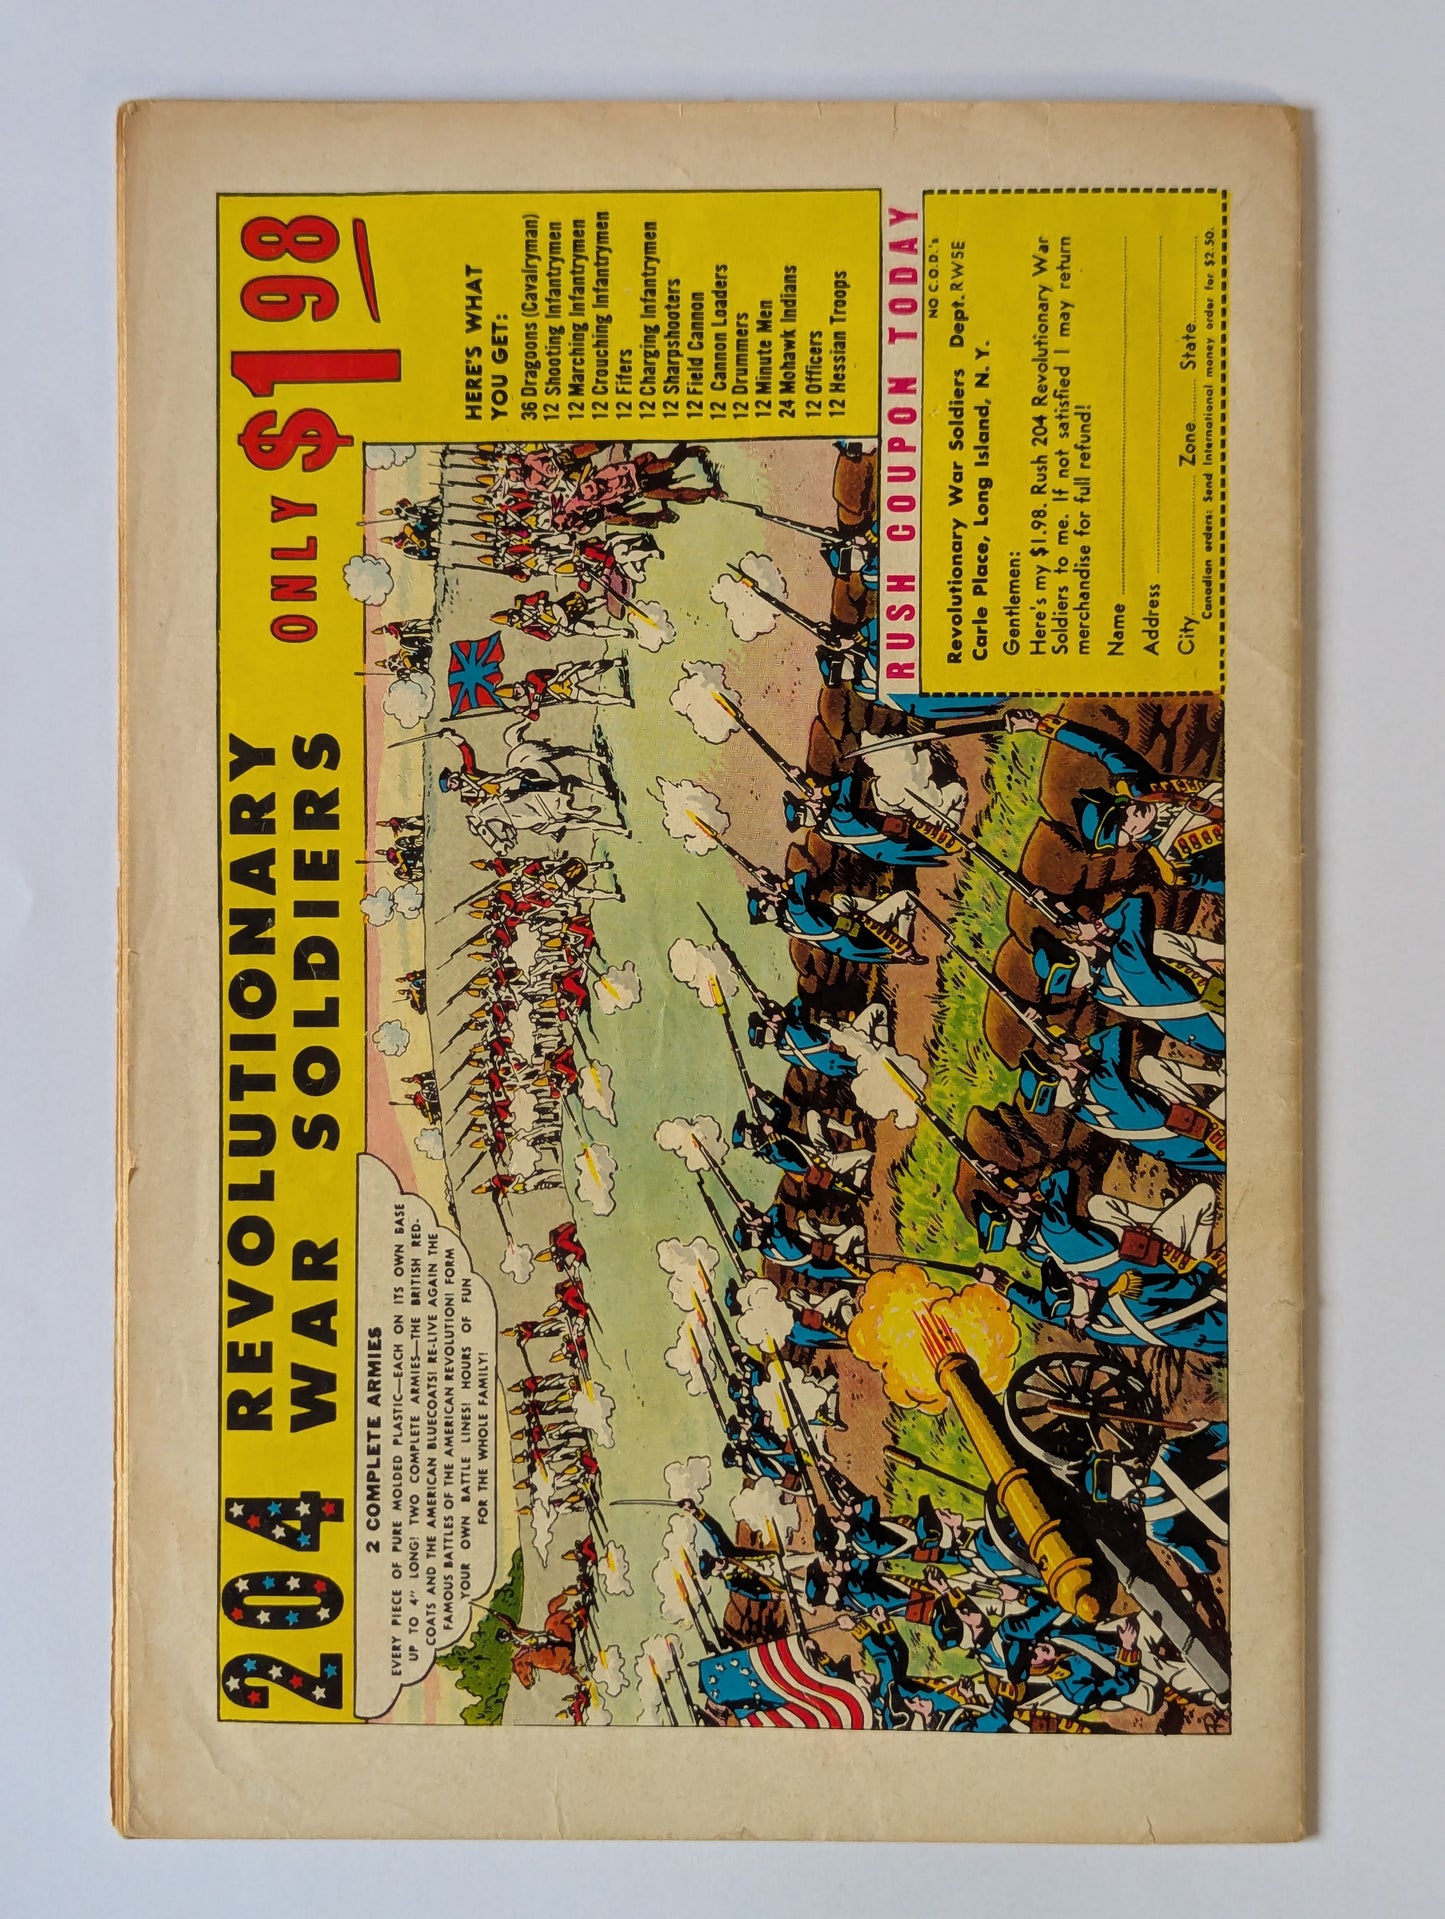 204 REVOLUTIONARY
WAR SOLDIERS
ONLY $1 98
2 COMPLETE ARMIES
EVERY PIECE OF PURE MOLDED PLASTIC—EACH ON ITS OWN BASE
UP TO 4" LONG! TWO COMPLETE ARMIES—THE BRITISH RED-
COATS AND THE AMERICAN BLUECOATS! RE-LIVE AGAIN THE
FAMOUS BATTLES OF THE AMERICAN REVOLUTION! FORM
YOUR OWN BATTLE LINES! HOURS OF FUN
FOR THE WHOLE FAMILY!
HERE'S WHAT
YOU GET:
36 Dragoons (Cavalryman)
12 Shooting Infantrymen
12 Marching Infantrymen
12 Crouching Infantrymen
12 Fifers
12 Charging Infantrymen
12 Sharpshooters
12 Field Cannon
12 Cannon Loaders
12 Drummers
12 Minute Men
24 Mohawk Indians
12 Officers
12 Hessian Troops
RUSH COUPON TODAY
NO C.O.D.'s
Revolutionary War Soldiers Dept. RW5E
Carle Place, Long Island, N. Y.
Gentlemen:
Here's my $1.98. Rush 204 Revolutionary War
Soldiers to me. If not satisfied I may return
merchandise for full refund!
Name
Address
City Zone State
Canadian orders: Send International money order for $2.50.